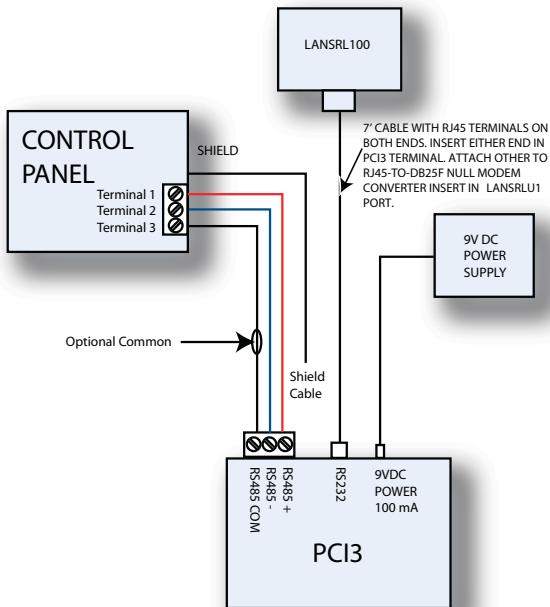 LANSRL100
7' CABLE WITH RJ45 TERMINALS ON
BOTH ENDS. INSERT EITHER END IN
PCI3 TERMINAL. ATTACH OTHER TO
RJ45-TO-DB25F NULL MODEM
CONVERTER INSERT IN LANSRLU1
PORT.
CONTROL
PANEL
SHIELD
Terminal 1
Terminal 2
Terminal 3
9V DC
POWER
SUPPLY
Optional Common
Shield
Cable
RS485 COM
RS485 -
RS485 +
RS232
9VDC
POWER
100 mA
PCI3